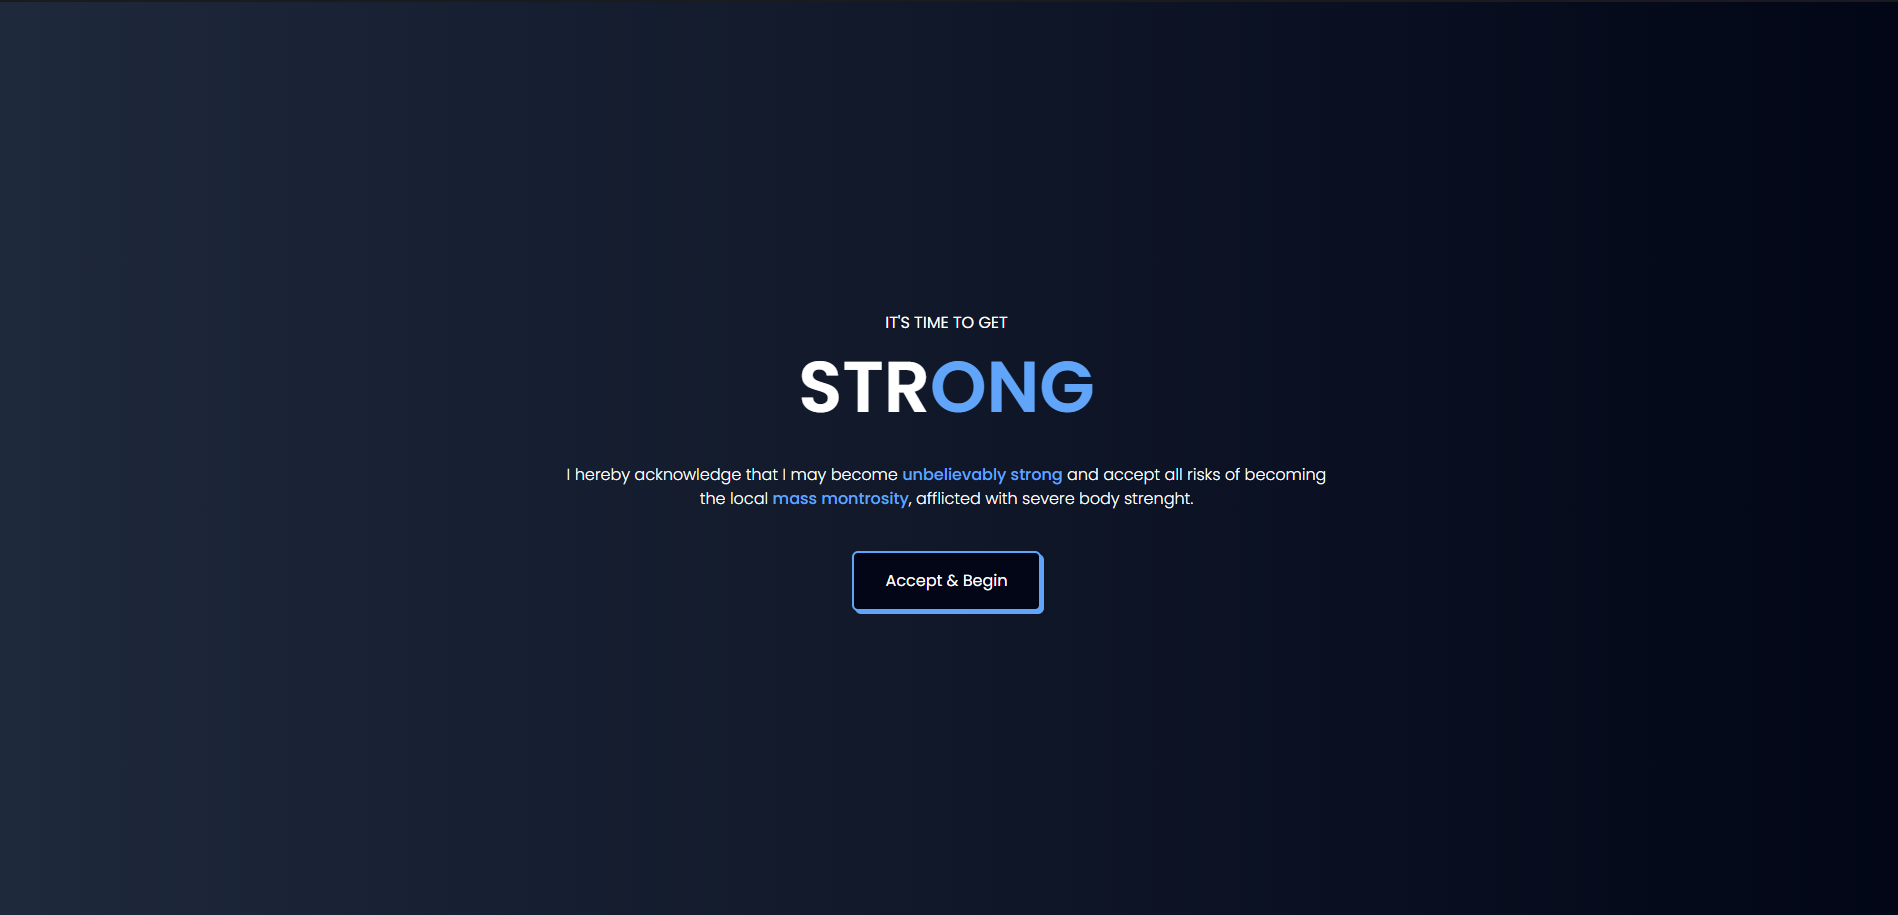 IT'S TIME TO GET
STRONG
I hereby acknowledge that I may become unbelievably strong and accept all risks of becoming
the local mass montrosity, afflicted with severe body strenght.
Accept & Begin